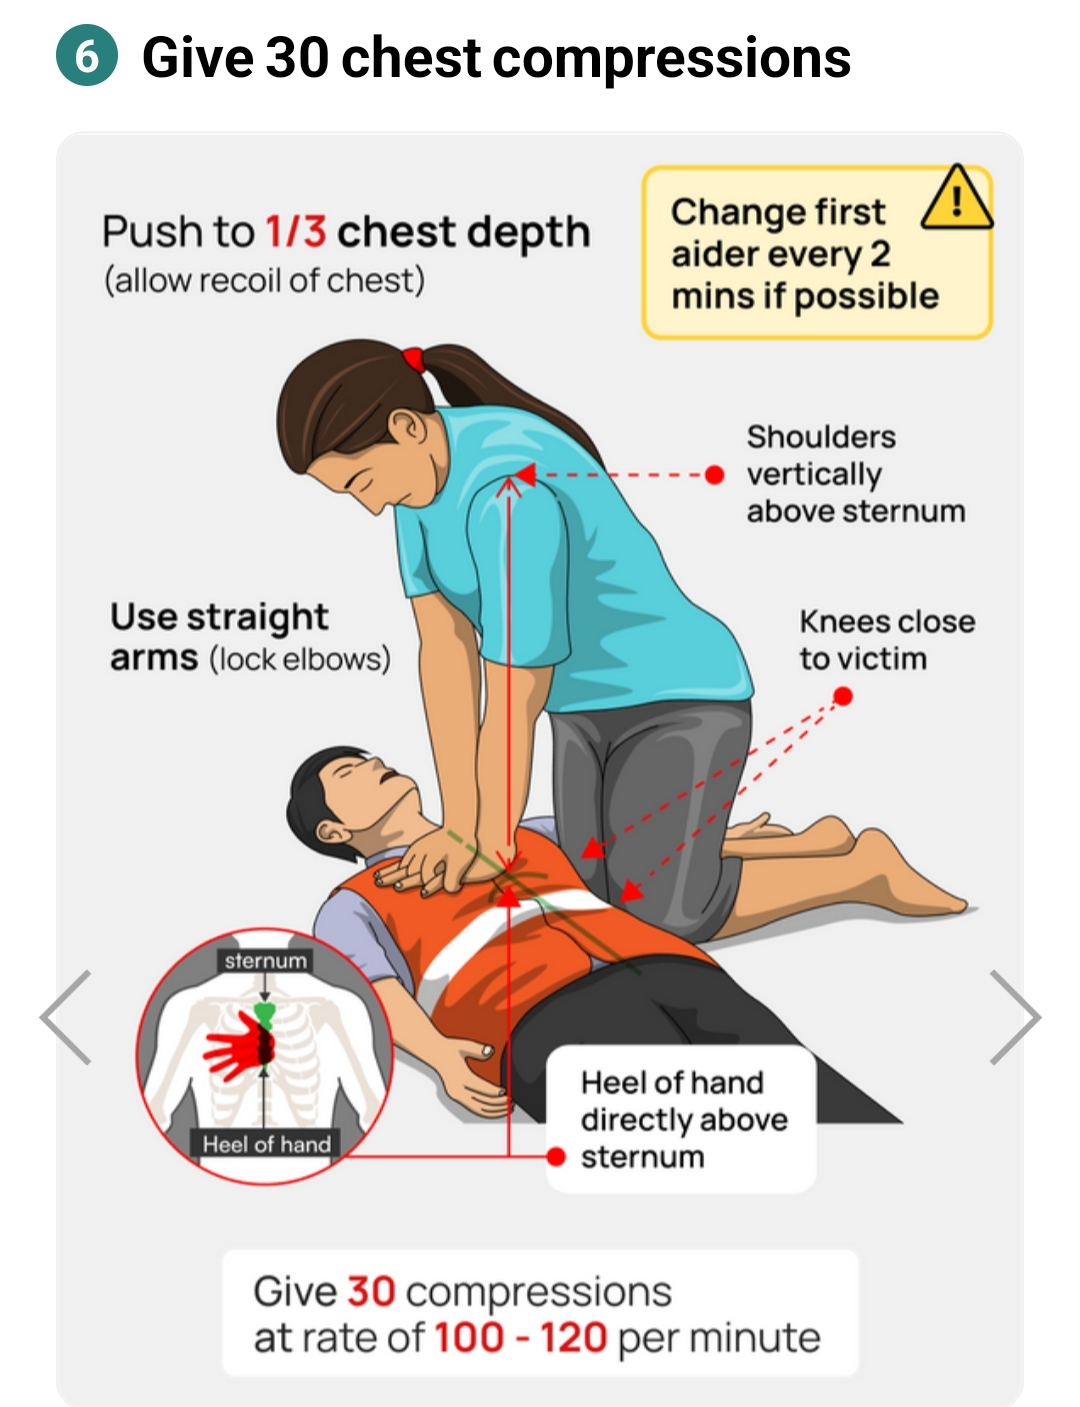 6 Give 30 chest compressions
Push to 1/3 chest depth
(allow recoil of chest)
!
Change first
aider every 2
mins if possible
Shoulders
vertically
above sternum
Use straight
arms (lock elbows)
Knees close
to victim
sternum
Heel of hand
Heel of hand
directly above
sternum
Give 30 compressions
at rate of 100 - 120 per minute